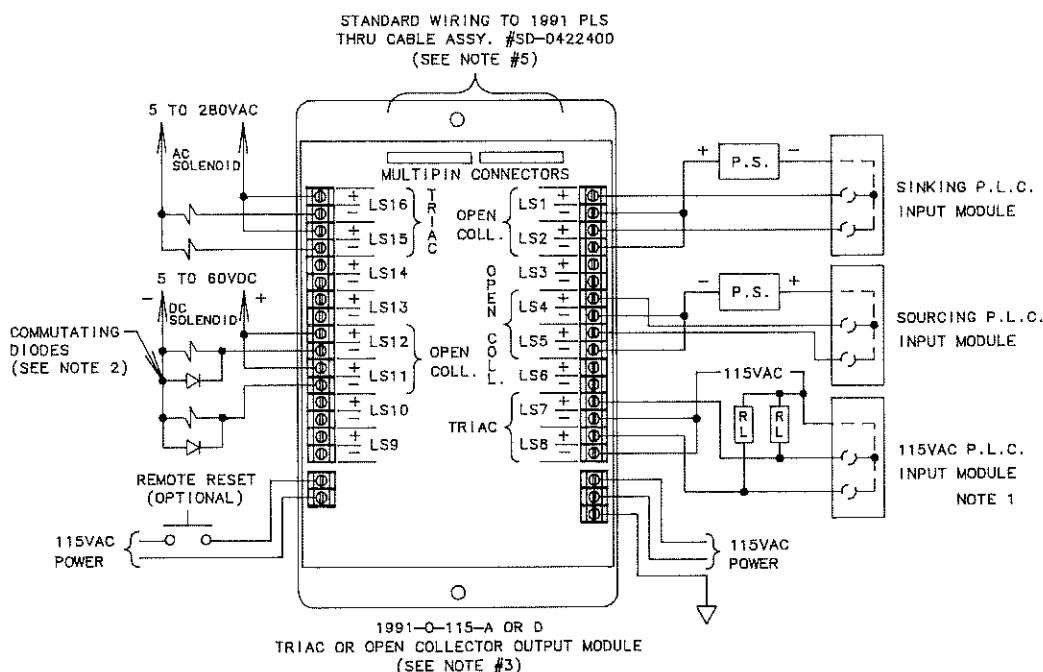 STANDARD WIRING TO 1991 PLS
THRU CABLE ASSY. #SD-0422400
(SEE NOTE #5)
5 TO 280VAC
AC
SOLENOID
MULTIPIN CONNECTORS
+ LS16 -
+ LS15 -
TRIAC
+ LS14 -
+ LS13 -
5 TO 60VDC
- +
DC
SOLENOID
COMMUTATING
DIODES
(SEE NOTE 2)
+ LS12 -
+ LS11 -
OPEN
COLL.
+ LS10 -
+ LS9 -
REMOTE RESET
(OPTIONAL)
115VAC
POWER
OPEN
COLL.
LS1 + -
LS2 + -
OPEN COLL.
LS3 + -
LS4 + -
LS5 + -
LS6 + -
TRIAC
LS7 + -
LS8 + -
+ P.S. -
SINKING P.L.C.
INPUT MODULE
- P.S. +
SOURCING P.L.C.
INPUT MODULE
115VAC
RL RL
115VAC P.L.C.
INPUT MODULE
NOTE 1
115VAC
POWER
1991-0-115-A OR D
TRIAC OR OPEN COLLECTOR OUTPUT MODULE
(SEE NOTE #3)